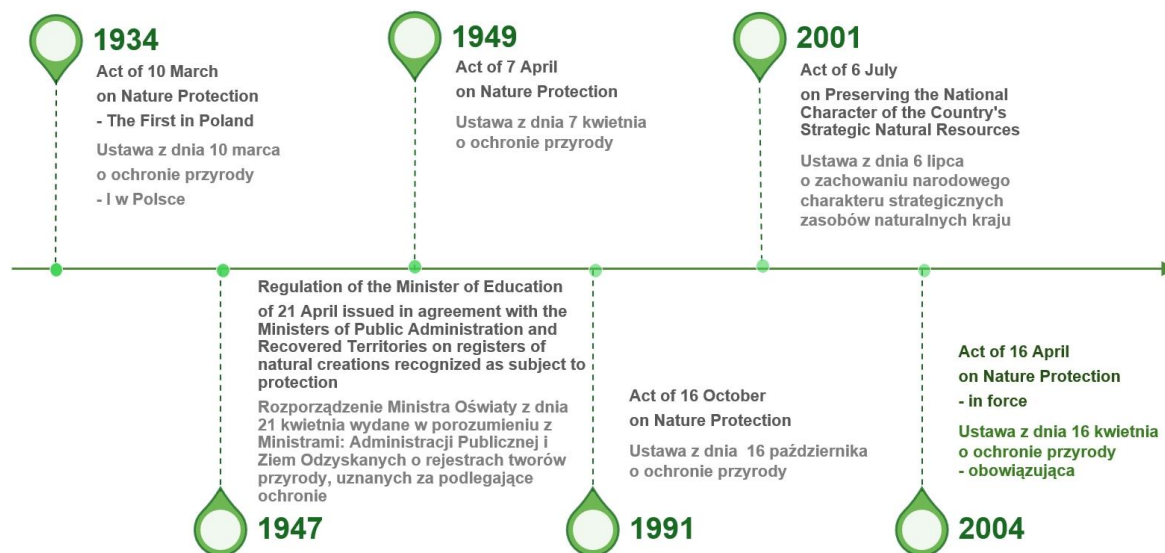 1934
Act of 10 March
on Nature Protection
- The First in Poland
Ustawa z dnia 10 marca
o ochronie przyrody
- I w Polsce
1949
Act of 7 April
on Nature Protection
Ustawa z dnia 7 kwietnia
o ochronie przyrody
2001
Act of 6 July
on Preserving the National
Character of the Country's
Strategic Natural Resources
Ustawa z dnia 6 lipca
o zachowaniu narodowego
charakteru strategicznych
zasobów naturalnych kraju
Regulation of the Minister of Education
of 21 April issued in agreement with the
Ministers of Public Administration and
Recovered Territories on registers of
natural creations recognized as subject to
protection
Rozporządzenie Ministra Oświaty z dnia
21 kwietnia wydane w porozumieniu z
Ministrami: Administracji Publicznej i
Ziem Odzyskanych o rejestrach tworów
przyrody, uznanych za podlegające
ochronie
1947
Act of 16 October
on Nature Protection
Ustawa z dnia 16 października
o ochronie przyrody
1991
Act of 16 April
on Nature Protection
- in force
Ustawa z dnia 16 kwietnia
o ochronie przyrody
- obowiązująca
2004